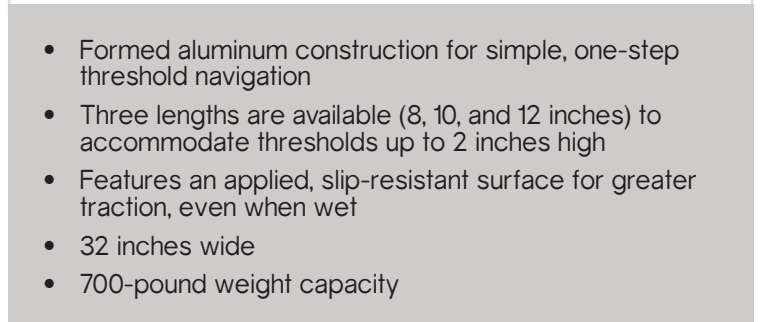 • Formed aluminum construction for simple, one-step
threshold navigation
• Three lengths are available (8, 10, and 12 inches) to
accommodate thresholds up to 2 inches high
• Features an applied, slip-resistant surface for greater
traction, even when wet
• 32 inches wide
• 700-pound weight capacity